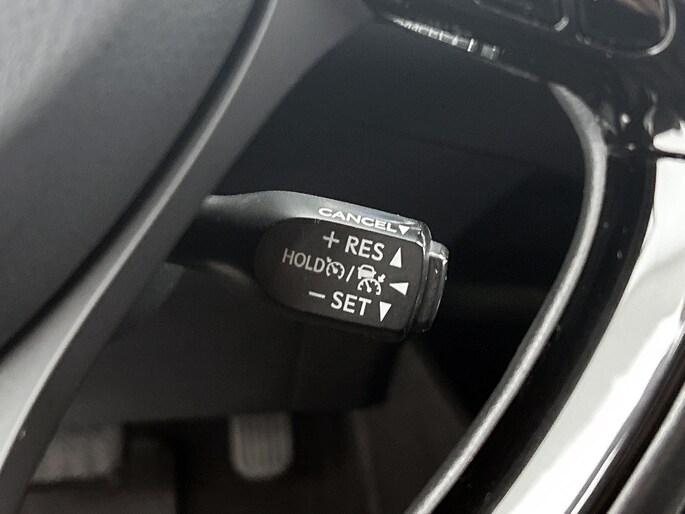 CANCEL▼
+ RES ▲
HOLD / ◀
− SET ▼